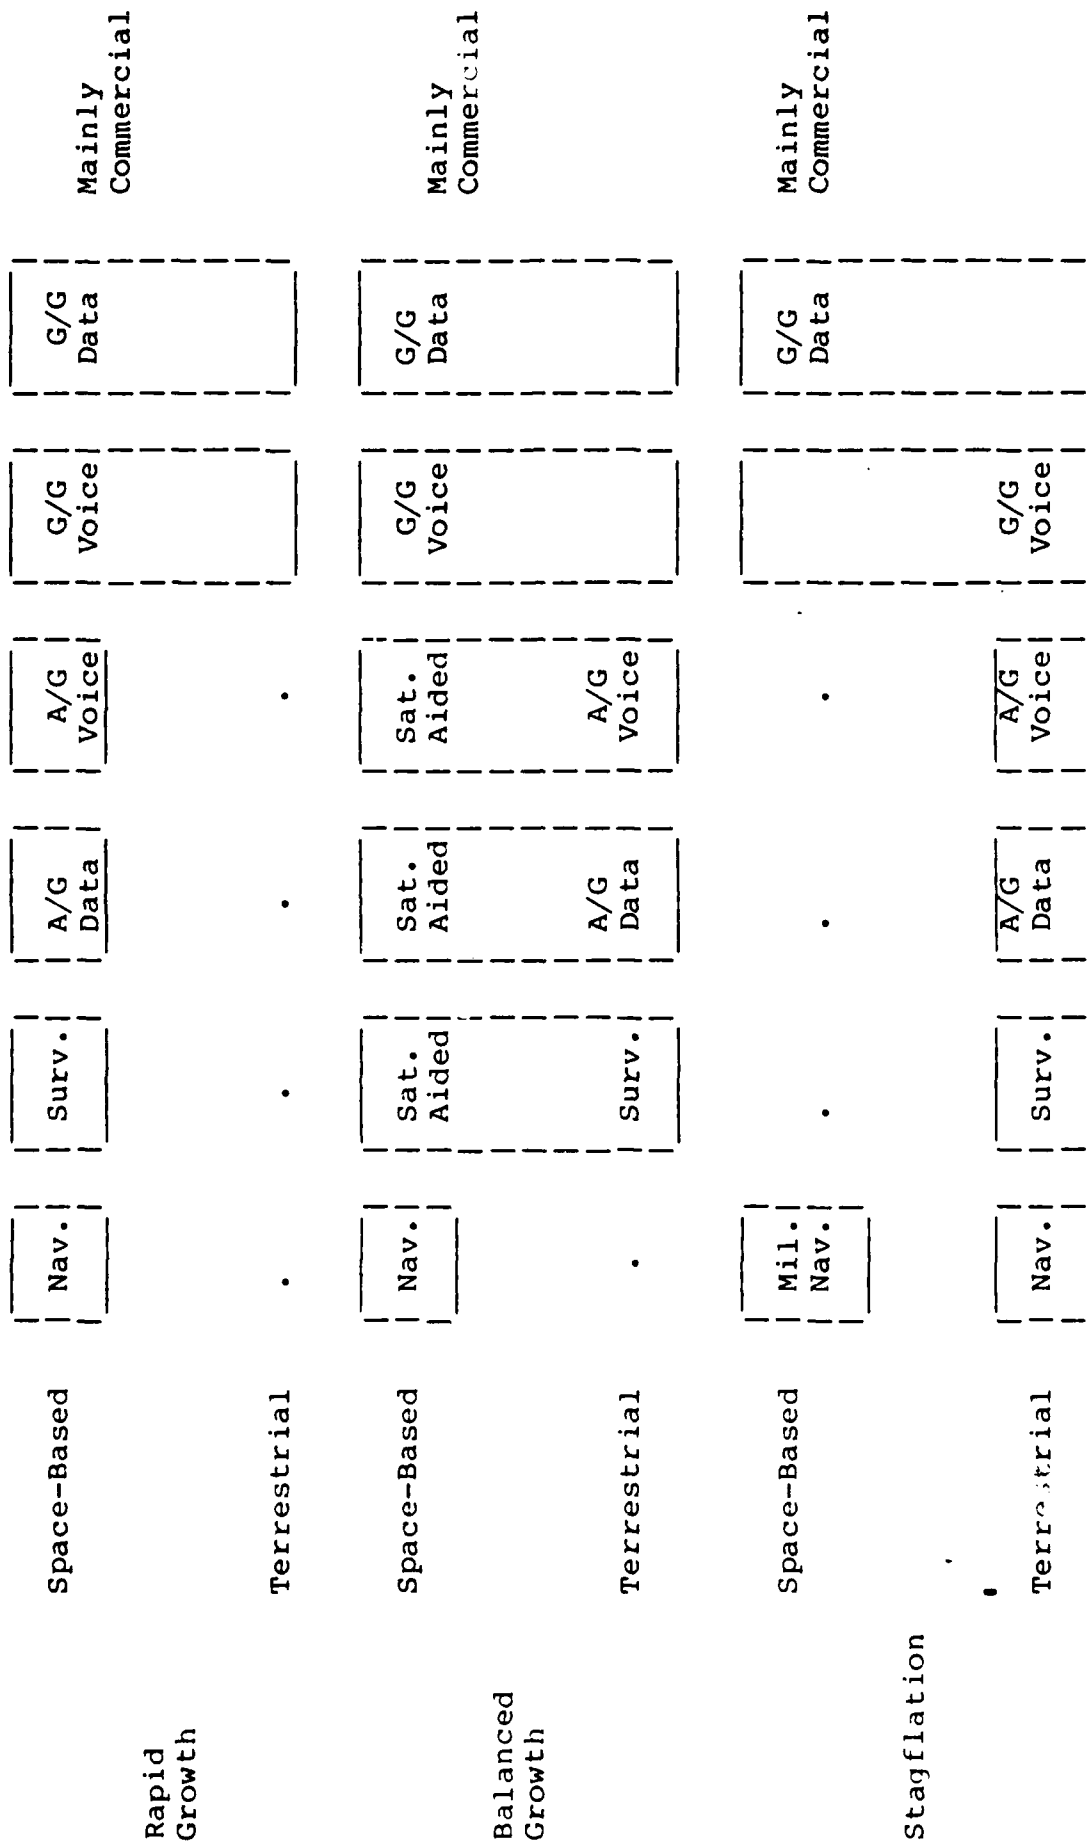 Space-Based Nav. Surv. A/G Data A/G Voice G/G Voice G/G Data Mainly Commercial
Rapid
Growth
Terrestrial . . . .
Space-Based Nav. Sat. Aided Sat. Aided Sat. Aided G/G Voice G/G Data Mainly Commercial
Balanced
Growth
Terrestrial . Surv. A/G Data A/G Voice
Space-Based Mil. Nav. . . . G/G Data Mainly Commercial
Stagflation
Terrestrial Nav. Surv. A/G Data A/G Voice G/G Voice